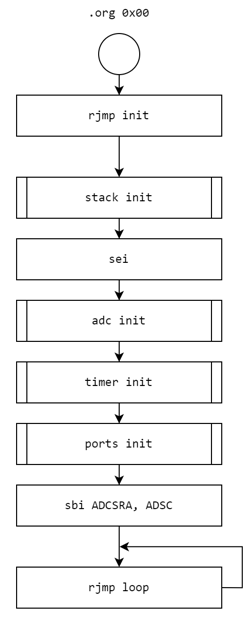 .org 0x00
rjmp init
stack init
sei
adc init
timer init
ports init
sbi ADCSRA, ADSC
rjmp loop